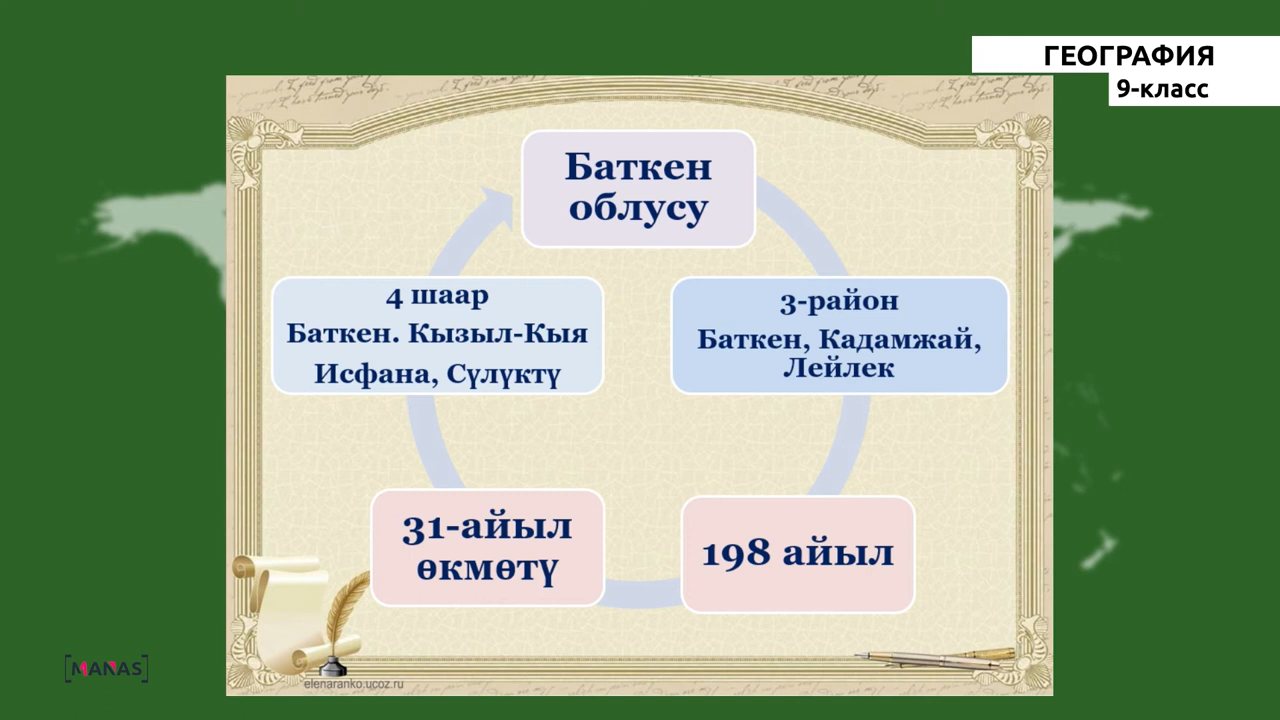 ГЕОГРАФИЯ
9-класс
Баткен
облусу
4 шаар
Баткен. Кызыл-Кыя
Исфана, Сүлүктү
3-район
Баткен, Кадамжай,
Лейлек
31-айыл
өкмөтү
198 айыл
[MANAS]
elenaranko.ucoz.ru